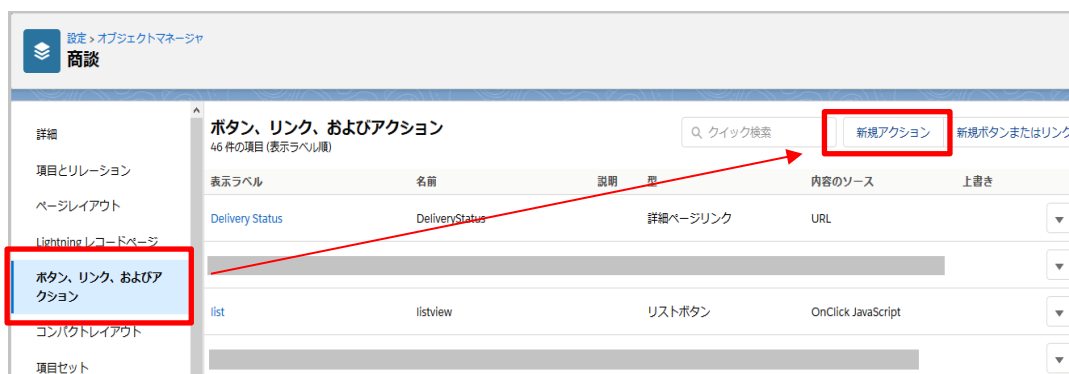 設定 > オブジェクトマネージャ
商談
詳細
項目とリレーション
ページレイアウト
Lightning レコードページ
ボタン、リンク、およびア
クション
コンパクトレイアウト
項目セット
ボタン、リンク、およびアクション
46 件の項目 (表示ラベル順)
クイック検索
新規アクション
新規ボタンまたはリンク
表示ラベル 名前 説明 型 内容のソース 上書き
Delivery Status DeliveryStatus 詳細ページリンク URL
list listview リストボタン OnClick JavaScript